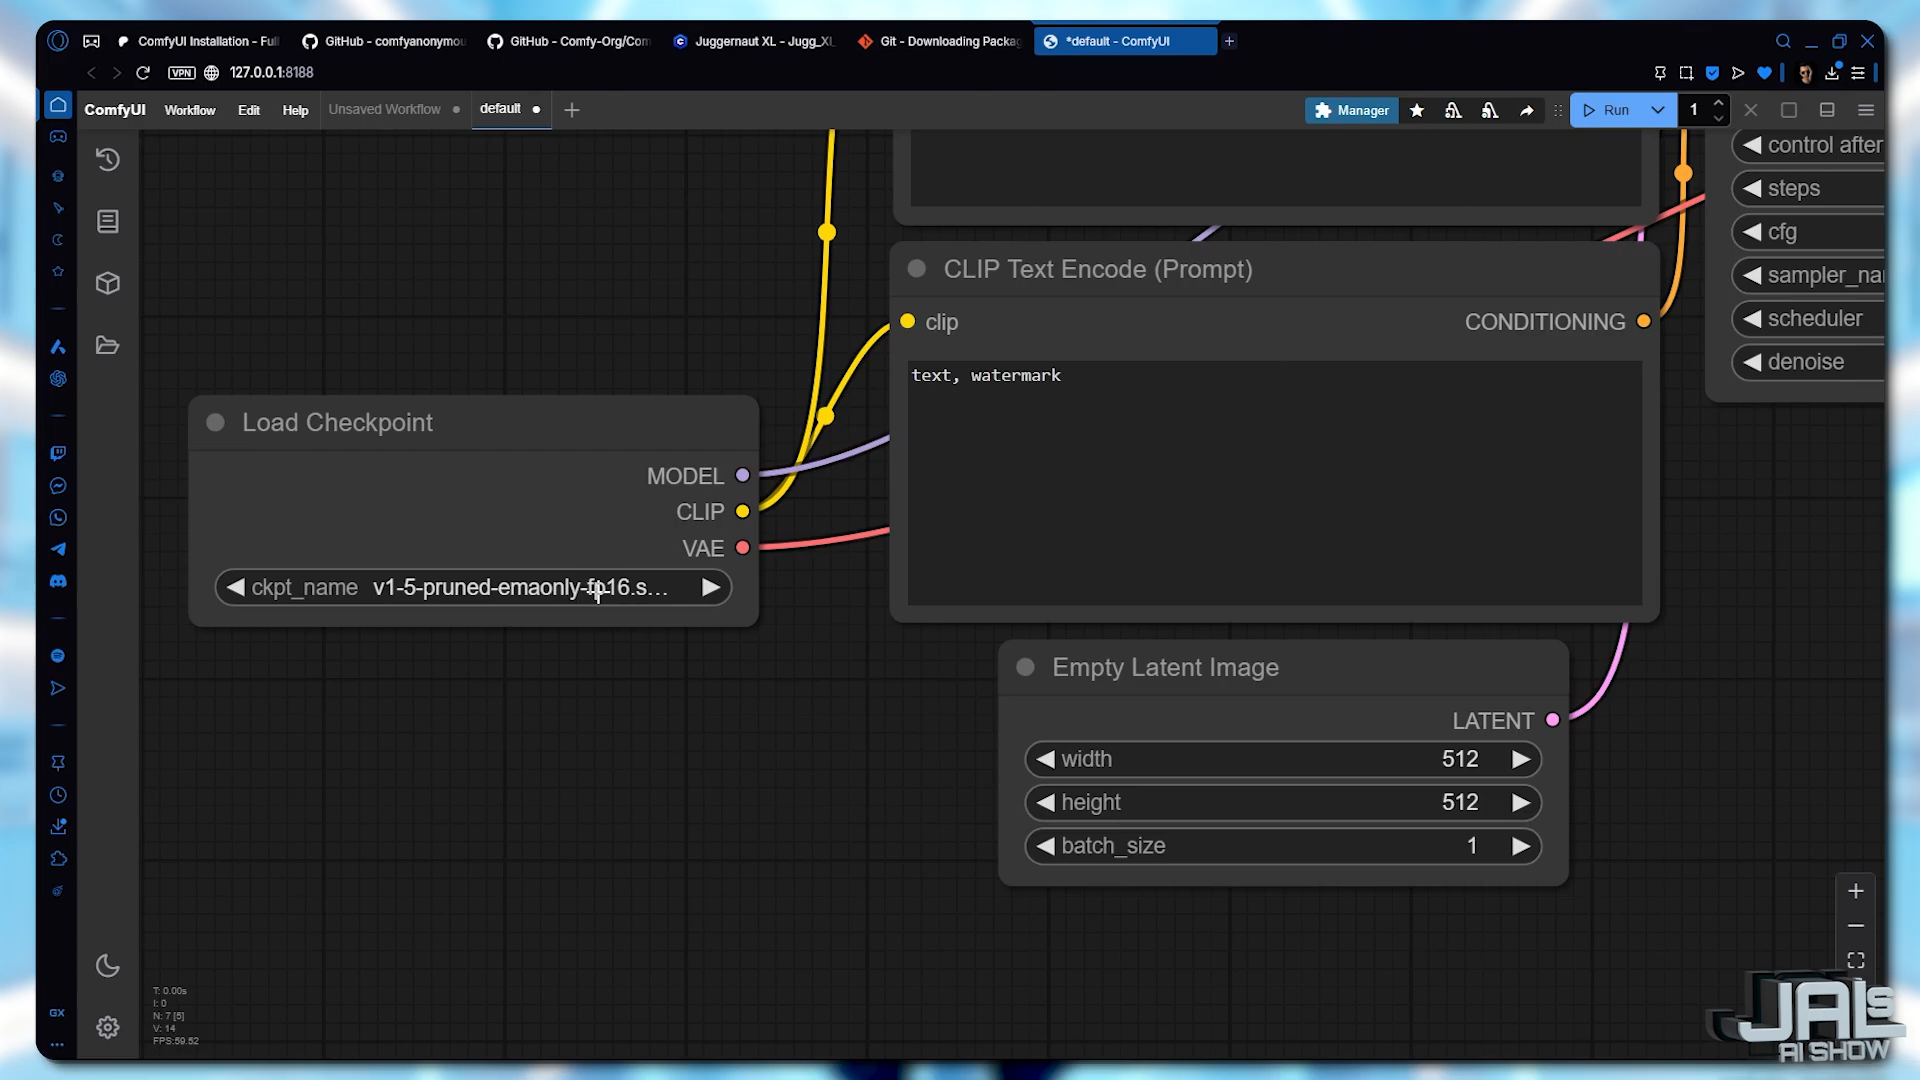 ComfyUI Installation - Full
GitHub - comfyanonymou
GitHub - Comfy-Org/Com
Juggernaut XL - Jugg_XL
Git - Downloading Packag
*default - ComfyUI
VPN
127.0.0.1:8188
ComfyUI
Workflow
Edit
Help
Unsaved Workflow
default
Manager
Run
1
control after
steps
cfg
sampler_nar
scheduler
denoise
CLIP Text Encode (Prompt)
clip
CONDITIONING
text, watermark
Load Checkpoint
MODEL
CLIP
VAE
ckpt_name v1-5-pruned-emaonly-fp16.s...
Empty Latent Image
LATENT
width 512
height 512
batch_size 1
T: 0.00s
I: 0
N: 7 [5]
V: 14
FPS:59.52
GX
JALs
AI SHOW